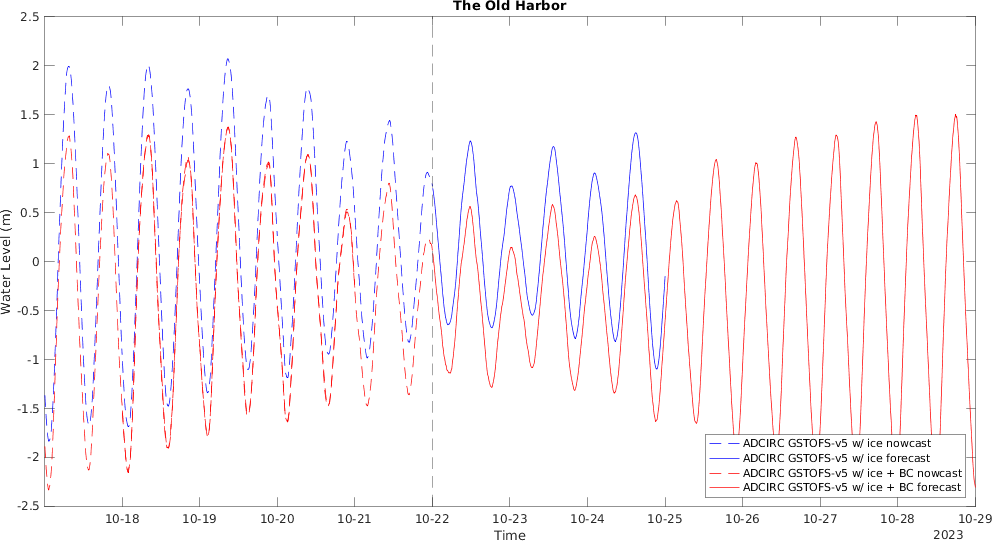 The Old Harbor
2.5
2
1.5
1
0.5
0
-0.5
-1
-1.5
-2
-2.5
Water Level (m)
ADCIRC GSTOFS-v5 w/ ice nowcast
ADCIRC GSTOFS-v5 w/ ice forecast
ADCIRC GSTOFS-v5 w/ ice + BC nowcast
ADCIRC GSTOFS-v5 w/ ice + BC forecast
10-18 10-19 10-20 10-21 10-22 10-23 10-24 10-25 10-26 10-27 10-28 10-29
Time
2023